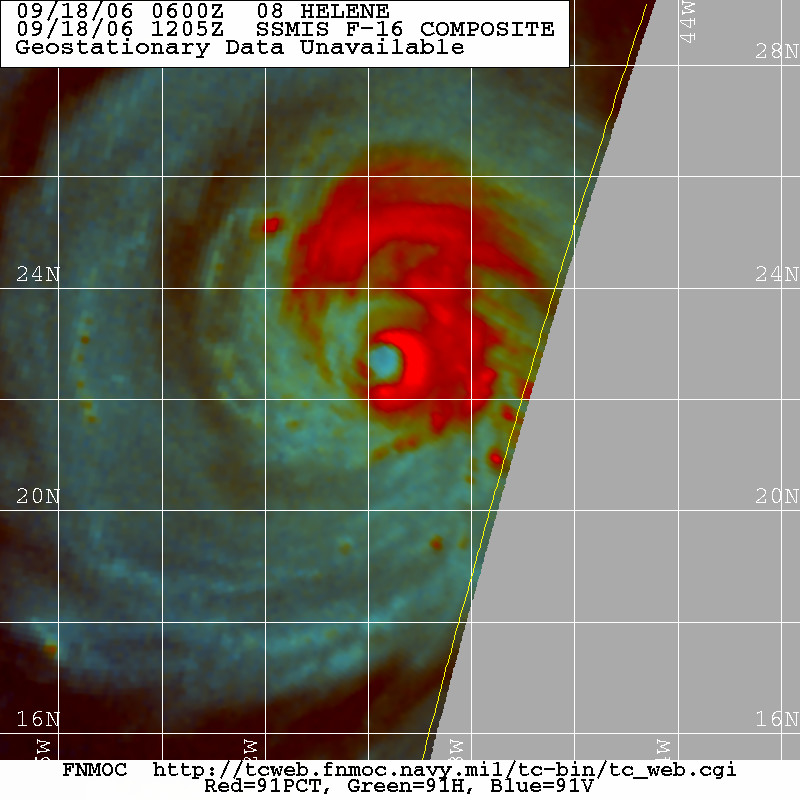 09/18/06 0600Z 08 HELENE
09/18/06 1205Z SSMIS F-16 COMPOSITE
Geostationary Data Unavailable
44W
28N
24N 24N
20N 20N
16N 16N
FNMOC http://tcweb.fnmoc.navy.mil/tc-bin/tc_web.cgi
Red=91PCT, Green=91H, Blue=91V